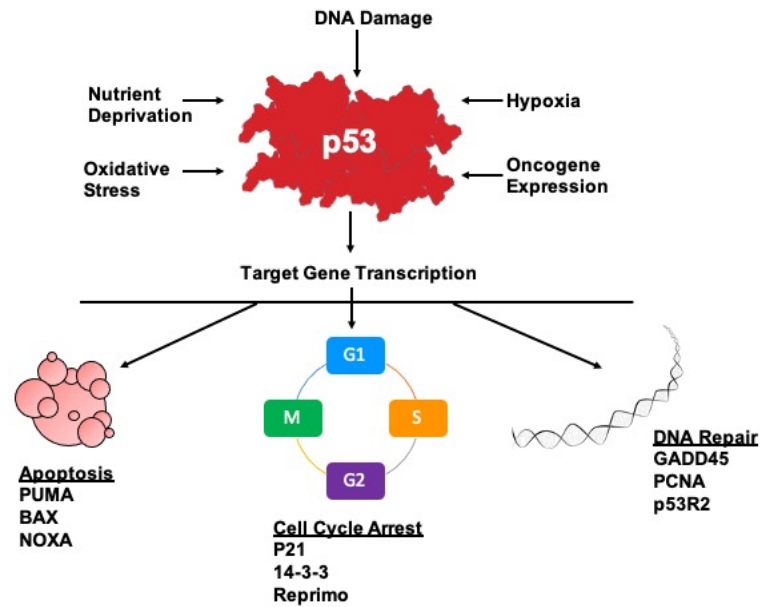 DNA Damage
Nutrient
Deprivation
Hypoxia
p53
Oxidative
Stress
Oncogene
Expression
Target Gene Transcription
G1
M
S
G2
Apoptosis
PUMA
BAX
NOXA
Cell Cycle Arrest
P21
14-3-3
Reprimo
DNA Repair
GADD45
PCNA
p53R2